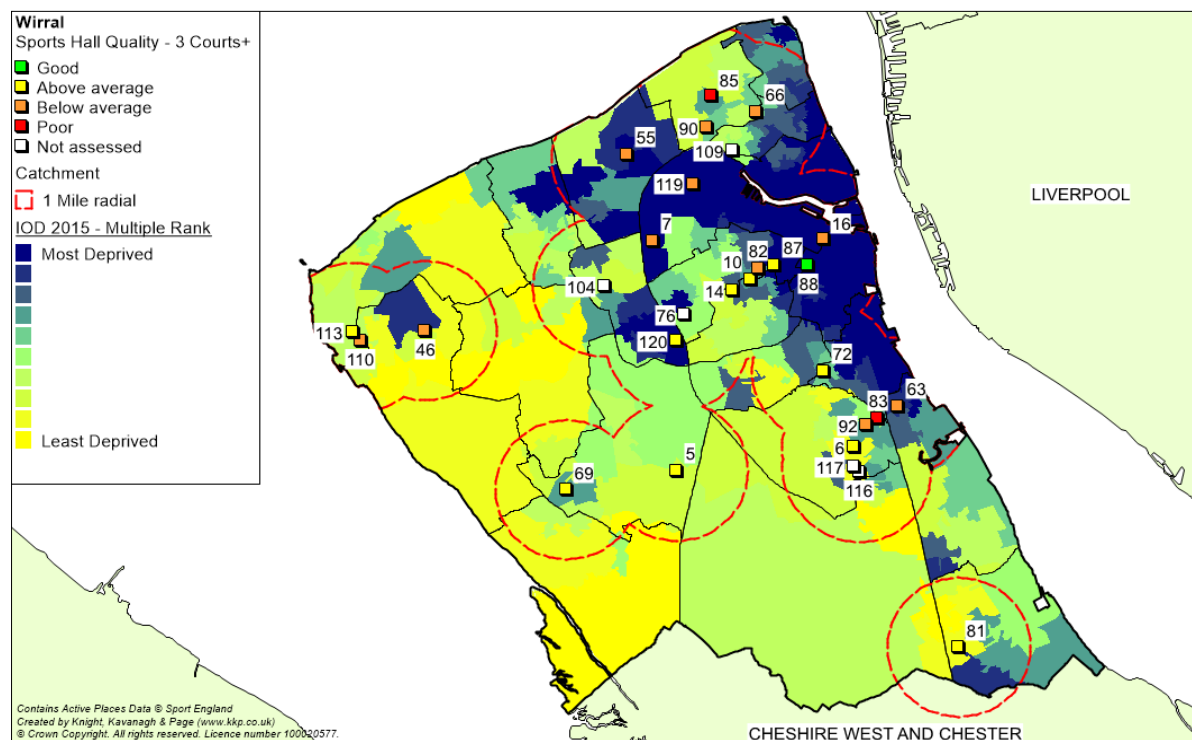 Wirral
Sports Hall Quality - 3 Courts+
Good
Above average
Below average
Poor
Not assessed
Catchment
1 Mile radial
IOD 2015 - Multiple Rank
Most Deprived
Least Deprived
85
66
90
55
109
LIVERPOOL
119
7
16
82
87
10
88
104
14
76
113
110
46
120
72
63
83
92
6
5
69
117
116
81
Contains Active Places Data © Sport England
Created by Knight, Kavanagh & Page (www.kkp.co.uk)
© Crown Copyright. All rights reserved. Licence number 100020577.
CHESHIRE WEST AND CHESTER